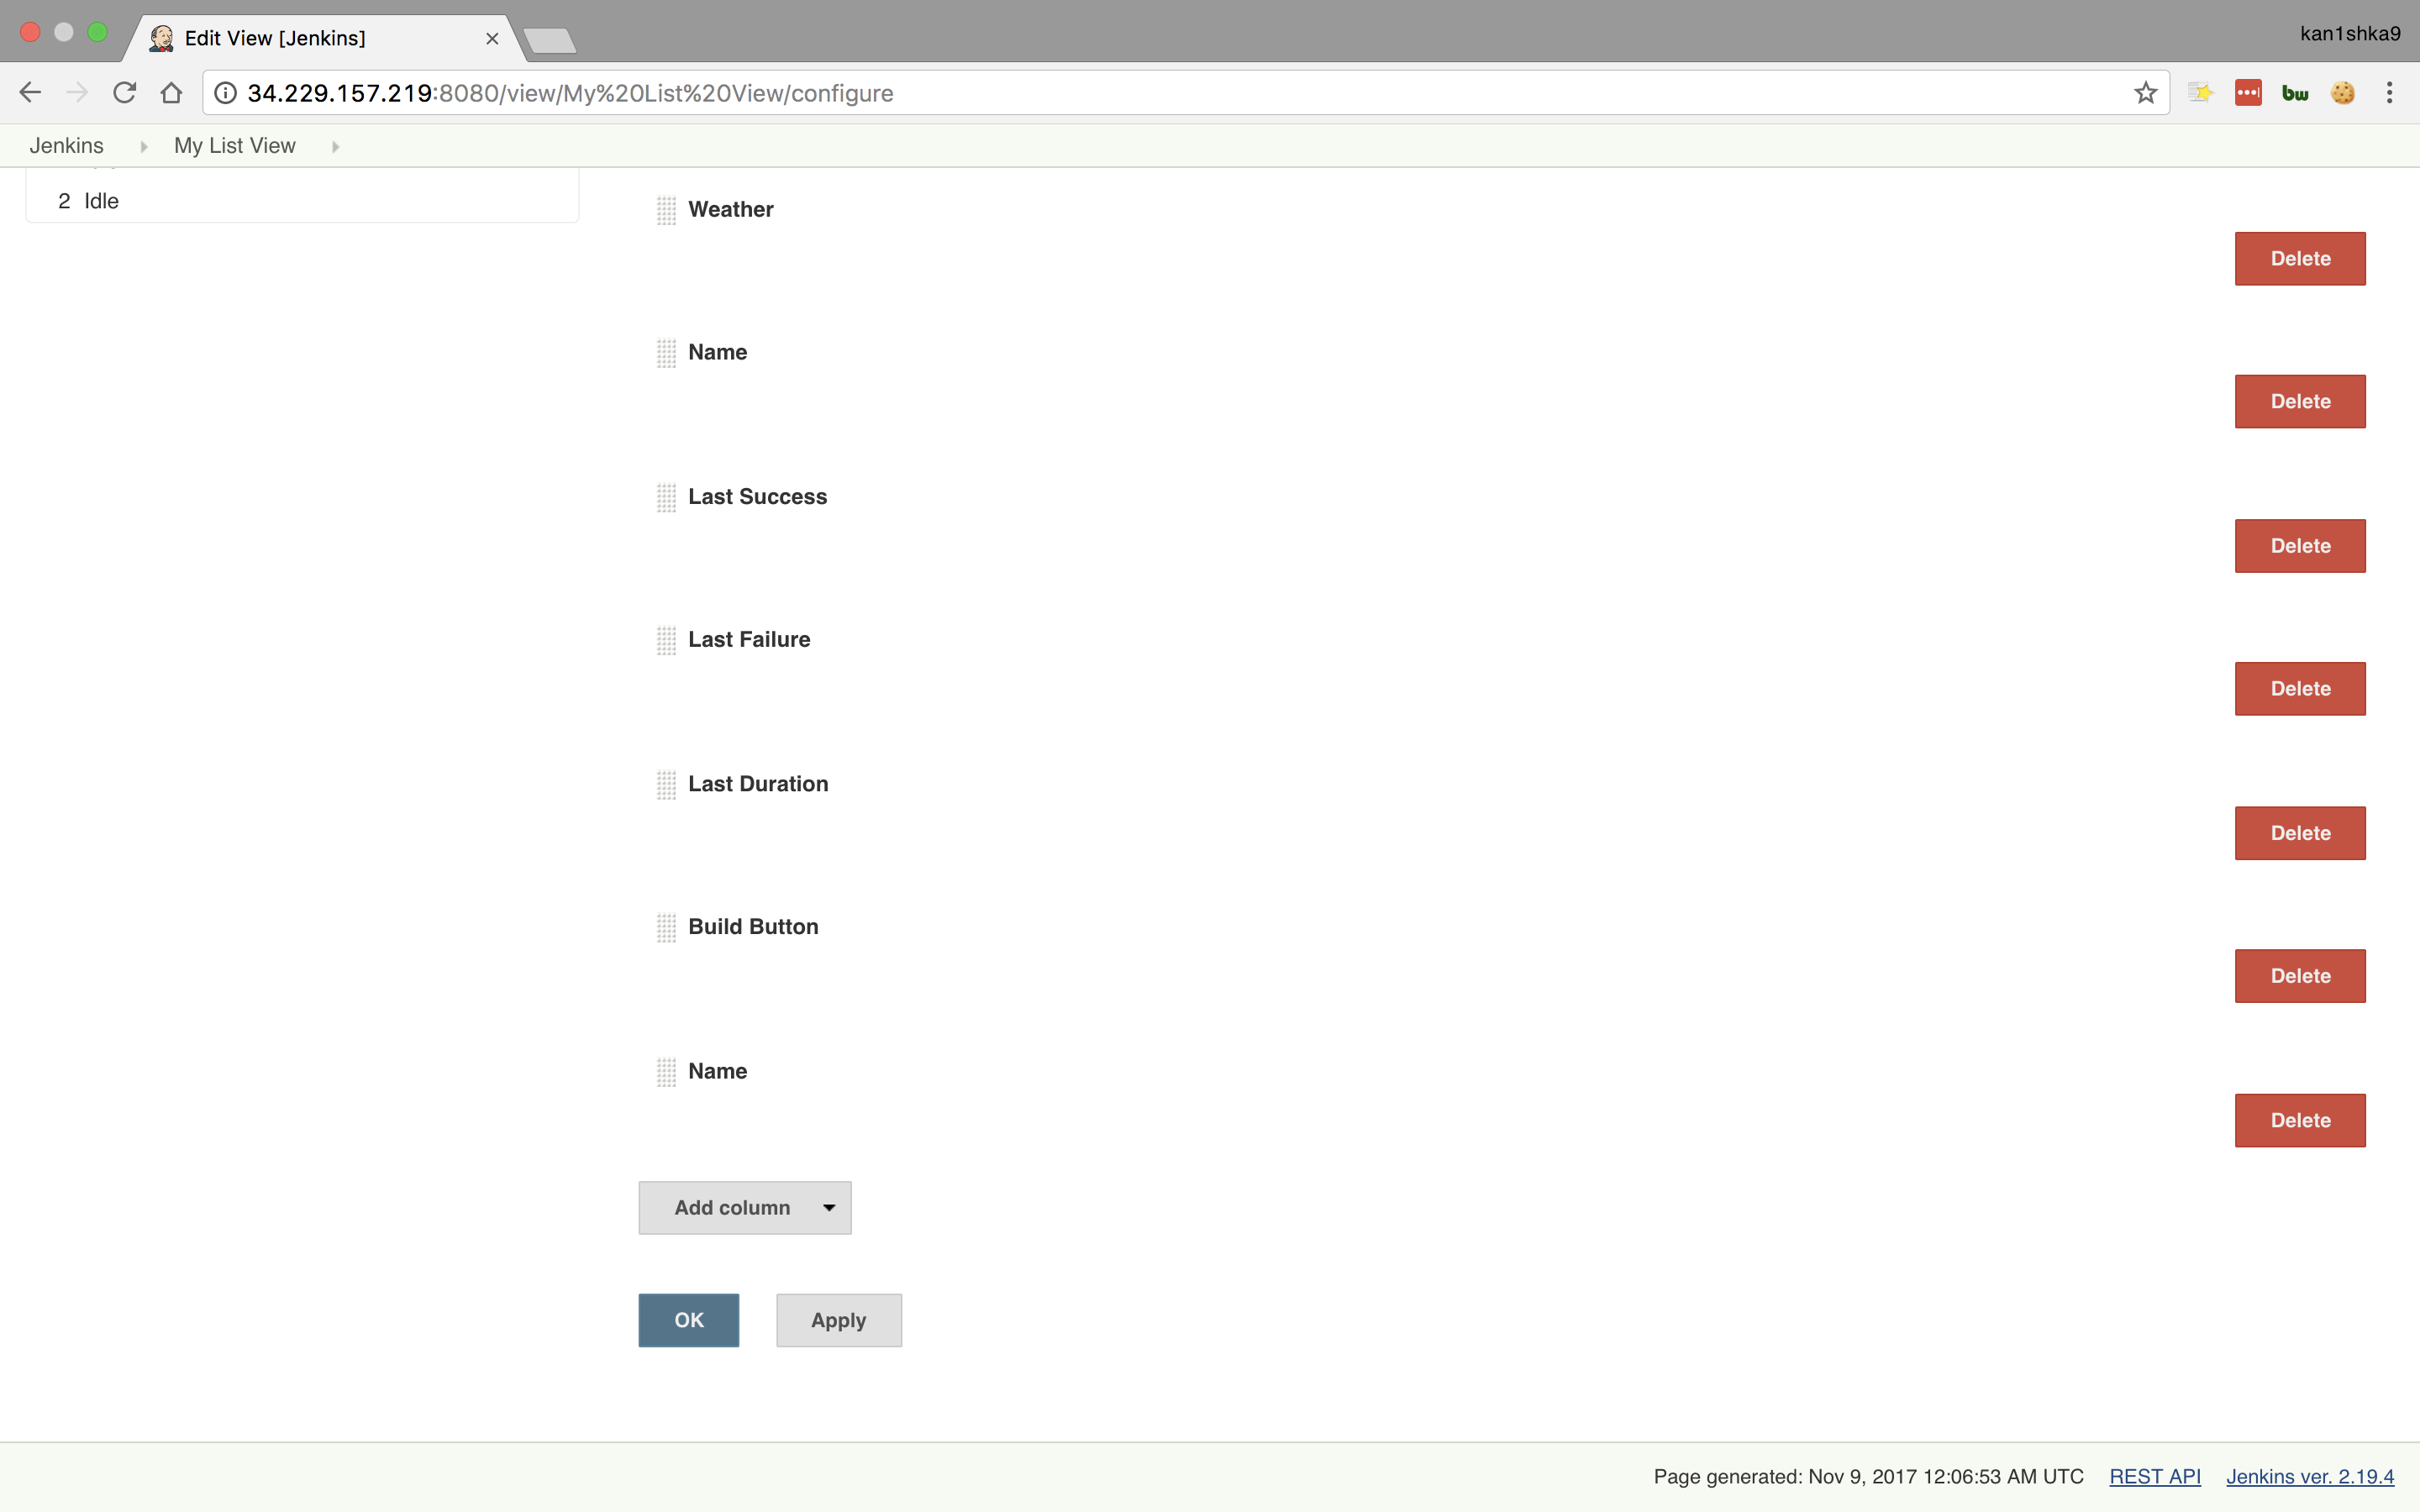 Edit View [Jenkins]
kan1shka9
34.229.157.219:8080/view/My%20List%20View/configure
bw
Jenkins
My List View
2 Idle
Weather
Delete
Name
Delete
Last Success
Delete
Last Failure
Delete
Last Duration
Delete
Build Button
Delete
Name
Delete
Add column
OK
Apply
Page generated: Nov 9, 2017 12:06:53 AM UTC REST API Jenkins ver. 2.19.4